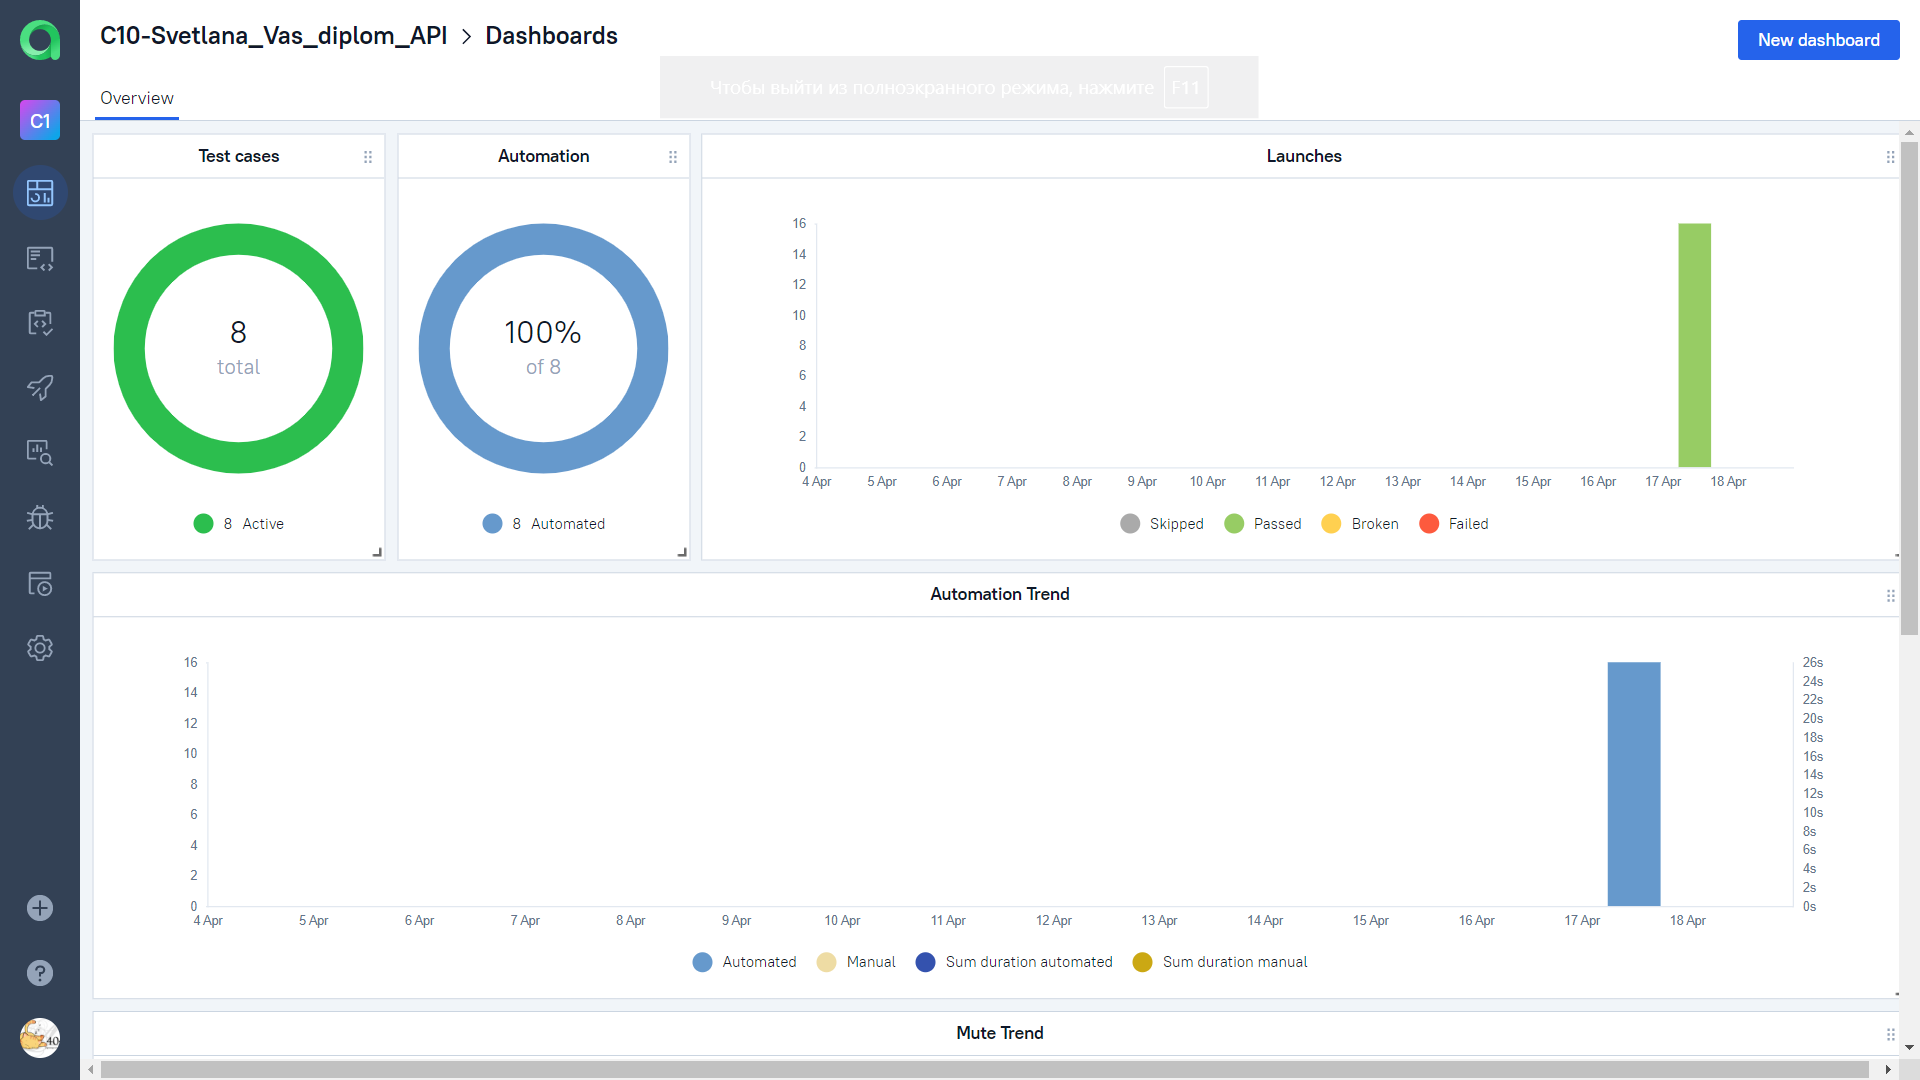 C10-Svetlana_Vas_diplom_API > Dashboards
New dashboard
Чтобы выйти из полноэкранного режима, нажмите F11
Overview
C1
Test cases
8
total
8 Active
Automation
100%
of 8
8 Automated
Launches
16
14
12
10
8
6
4
2
0
4 Apr 5 Apr 6 Apr 7 Apr 8 Apr 9 Apr 10 Apr 11 Apr 12 Apr 13 Apr 14 Apr 15 Apr 16 Apr 17 Apr 18 Apr
Skipped Passed Broken Failed
Automation Trend
16
14
12
10
8
6
4
2
0
26s
24s
22s
20s
18s
16s
14s
12s
10s
8s
6s
4s
2s
0s
4 Apr 5 Apr 6 Apr 7 Apr 8 Apr 9 Apr 10 Apr 11 Apr 12 Apr 13 Apr 14 Apr 15 Apr 16 Apr 17 Apr 18 Apr
Automated Manual Sum duration automated Sum duration manual
40
Mute Trend